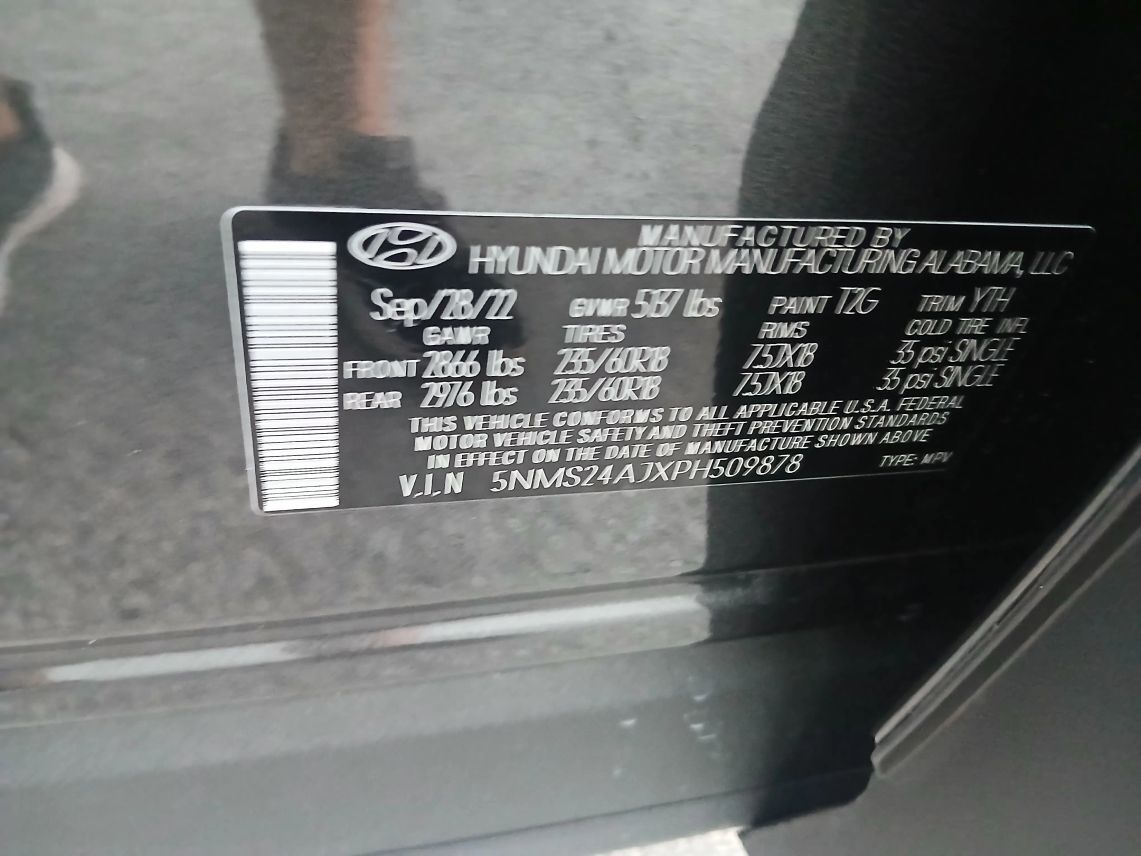 MANUFACTURED BY
HYUNDAI MOTOR MANUFACTURING ALABAMA, LLC
Sep/28/22 GVWR 5137 lbs PAINT T2G TRIM YTH
GAWR TIRES RIMS COLD TIRE INFL
FRONT 2866 lbs 235/60R18 7.5JX18 35 psi SINGLE
REAR 2976 lbs 235/60R18 7.5JX18 35 psi SINGLE
THIS VEHICLE CONFORMS TO ALL APPLICABLE U.S.A. FEDERAL
MOTOR VEHICLE SAFETY AND THEFT PREVENTION STANDARDS
IN EFFECT ON THE DATE OF MANUFACTURE SHOWN ABOVE
V.I.N 5NMS24AJXPH509878 TYPE: MPV